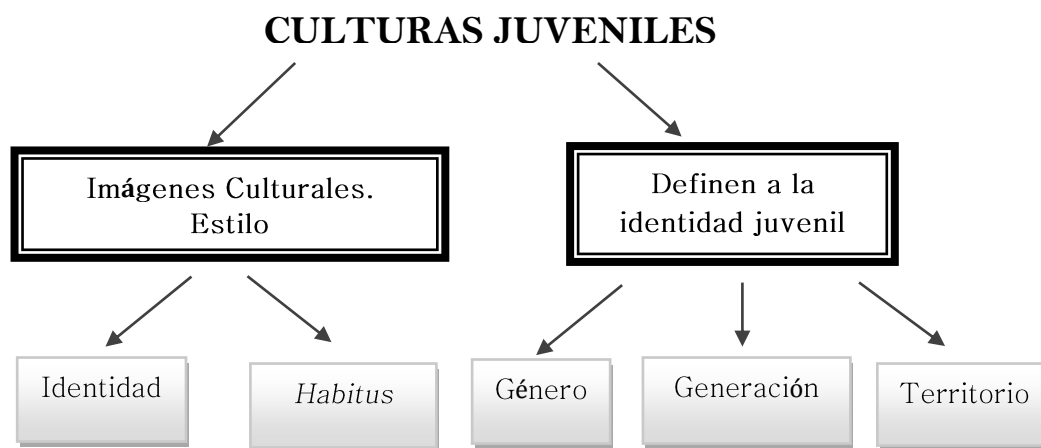 CULTURAS JUVENILES
Imágenes Culturales.
Estilo
Definen a la
identidad juvenil
Identidad
Habitus
Género
Generación
Territorio